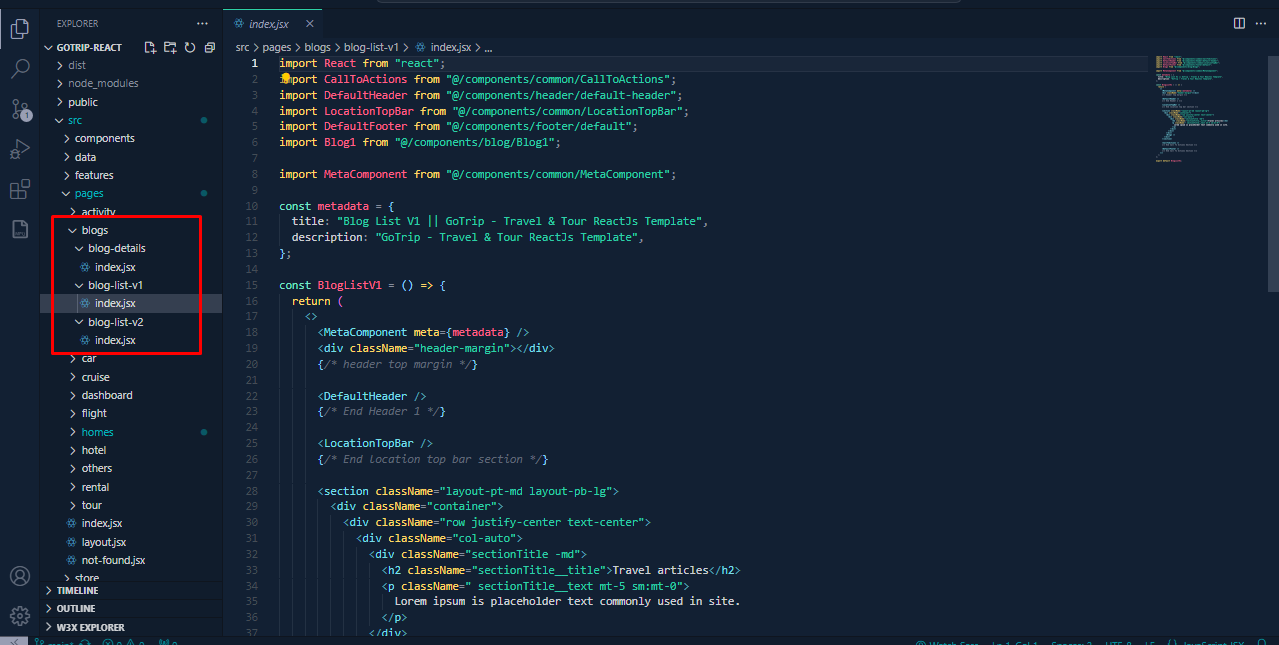 EXPLORER
GOTRIP-REACT
dist
node_modules
public
src
components
data
features
pages
activity
blogs
blog-details
index.jsx
blog-list-v1
index.jsx
blog-list-v2
index.jsx
car
cruise
dashboard
flight
homes
hotel
others
rental
tour
index.jsx
layout.jsx
not-found.jsx
store
TIMELINE
OUTLINE
W3X EXPLORER
1
index.jsx
src > pages > blogs > blog-list-v1 > index.jsx > ...
1 import React from "react";
2 import CallToActions from "@/components/common/CallToActions";
3 import DefaultHeader from "@/components/header/default-header";
4 import LocationTopBar from "@/components/common/LocationTopBar";
5 import DefaultFooter from "@/components/footer/default";
6 import Blog1 from "@/components/blog/Blog1";
7
8 import MetaComponent from "@/components/common/MetaComponent";
9
10 const metadata = {
11 title: "Blog List V1 || GoTrip - Travel & Tour ReactJs Template",
12 description: "GoTrip - Travel & Tour ReactJs Template",
13 };
14
15 const BlogListV1 = () => {
16 return (
17 <>
18 <MetaComponent meta={metadata} />
19 <div className="header-margin"></div>
20 {/* header top margin */}
21
22 <DefaultHeader />
23 {/* End Header 1 */}
24
25 <LocationTopBar />
26 {/* End location top bar section */}
27
28 <section className="layout-pt-md layout-pb-lg">
29 <div className="container">
30 <div className="row justify-center text-center">
31 <div className="col-auto">
32 <div className="sectionTitle -md">
33 <h2 className="sectionTitle__title">Travel articles</h2>
34 <p className=" sectionTitle__text mt-5 sm:mt-0">
35 Lorem ipsum is placeholder text commonly used in site.
36 </p>
37 </div>